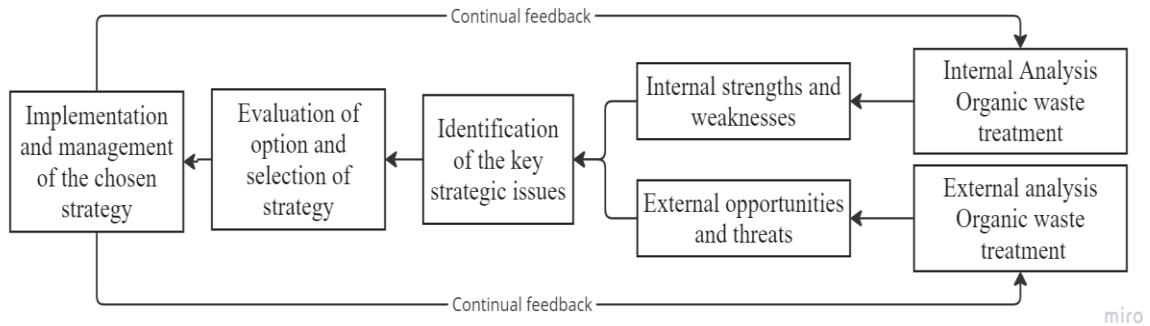 Continual feedback
Implementation
and management
of the chosen
strategy
Evaluation of
option and
selection of
strategy
Identification
of the key
strategic issues
Internal strengths and
weaknesses
External opportunities
and threats
Internal Analysis
Organic waste
treatment
External analysis
Organic waste
treatment
Continual feedback
miro